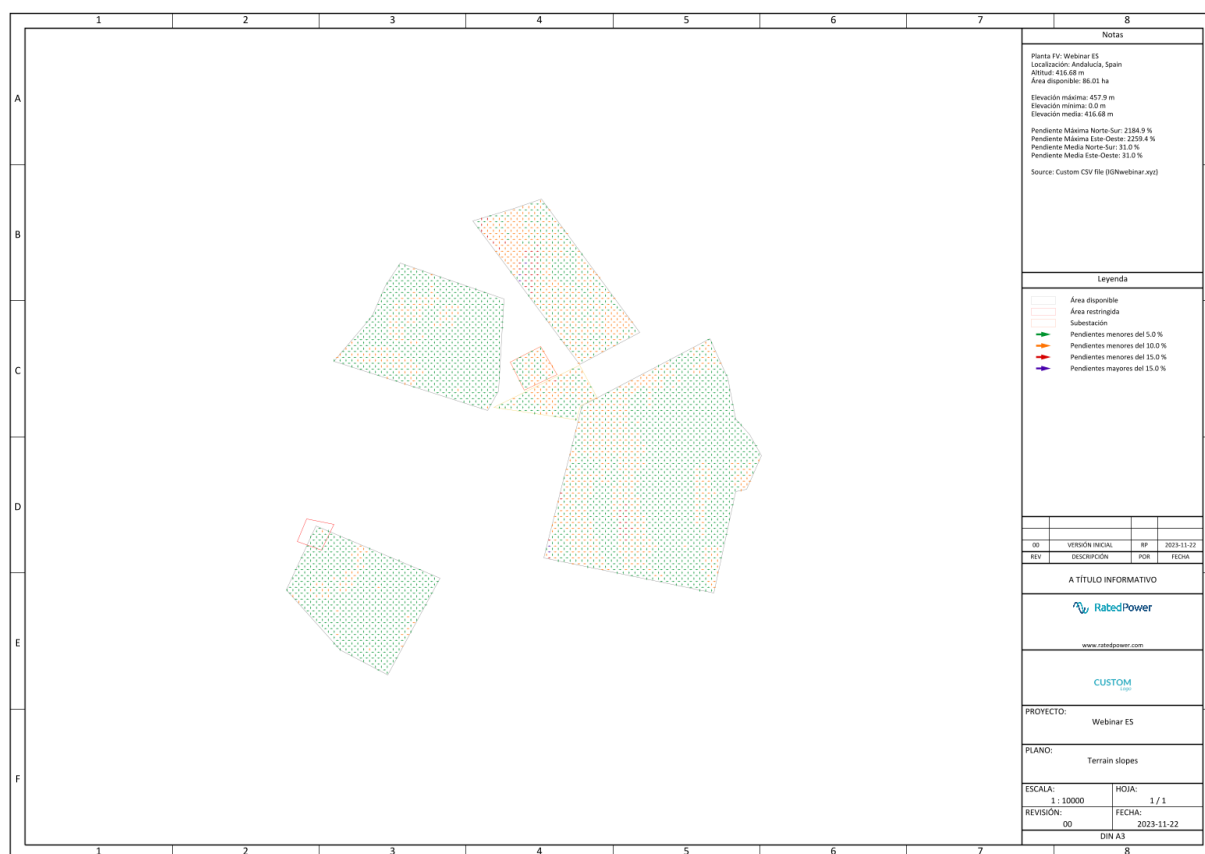 1 2 3 4 5 6 7 8
A
B
C
D
E
F
Notas
Planta FV: Webinar ES
Localización: Andalucía, Spain
Altitud: 416.68 m
Área disponible: 86.01 ha
Elevación máxima: 457.9 m
Elevación mínima: 0.0 m
Elevación media: 416.68 m
Pendiente Máxima Norte-Sur: 2184.9 %
Pendiente Máxima Este-Oeste: 2259.4 %
Pendiente Media Norte-Sur: 31.0 %
Pendiente Media Este-Oeste: 31.0 %
Source: Custom CSV file (IGNwebinar.xyz)
Leyenda
Área disponible
Área restringida
Subestación
Pendientes menores del 5.0 %
Pendientes menores del 10.0 %
Pendientes menores del 15.0 %
Pendientes mayores del 15.0 %
00 VERSIÓN INICIAL RP 2023-11-22
REV DESCRIPCIÓN POR FECHA
A TÍTULO INFORMATIVO
RatedPower
www.ratedpower.com
CUSTOM
Logo
PROYECTO:
Webinar ES
PLANO:
Terrain slopes
ESCALA: HOJA:
1 : 10000 1 / 1
REVISIÓN: FECHA:
00 2023-11-22
DIN A3
1 2 3 4 5 6 7 8